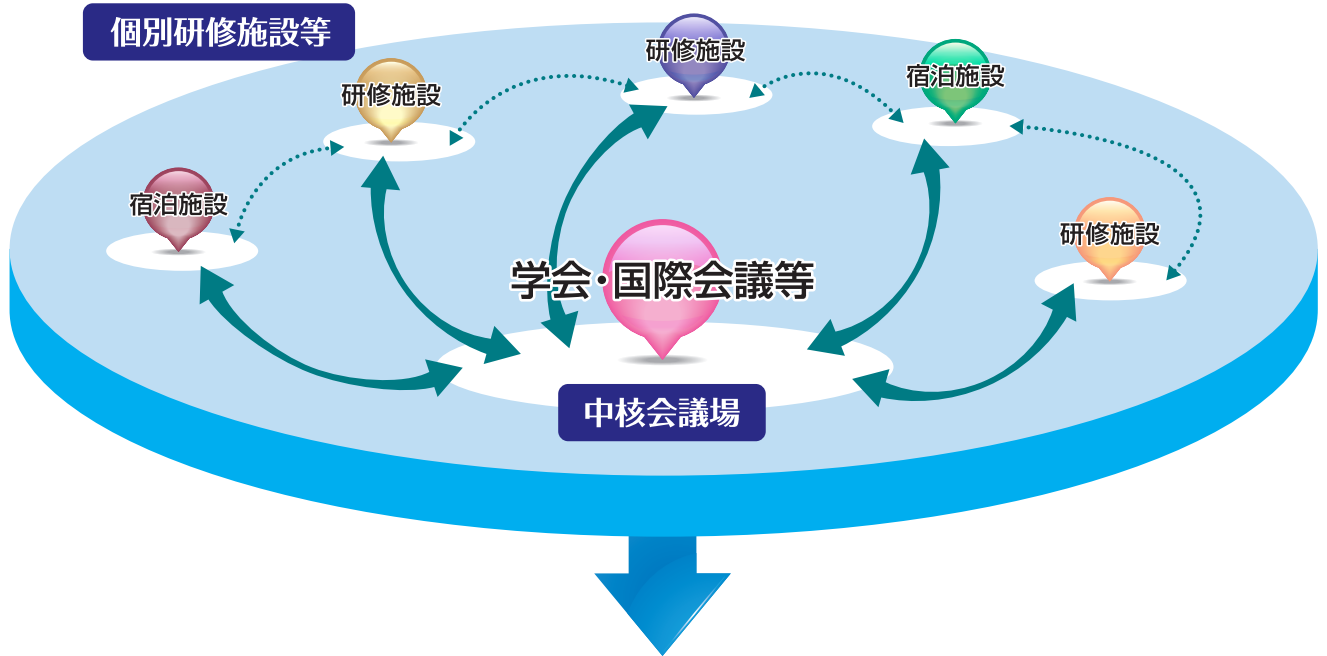 個別研修施設等
研修施設
研修施設
宿泊施設
宿泊施設
研修施設
学会・国際会議等
中核会議場